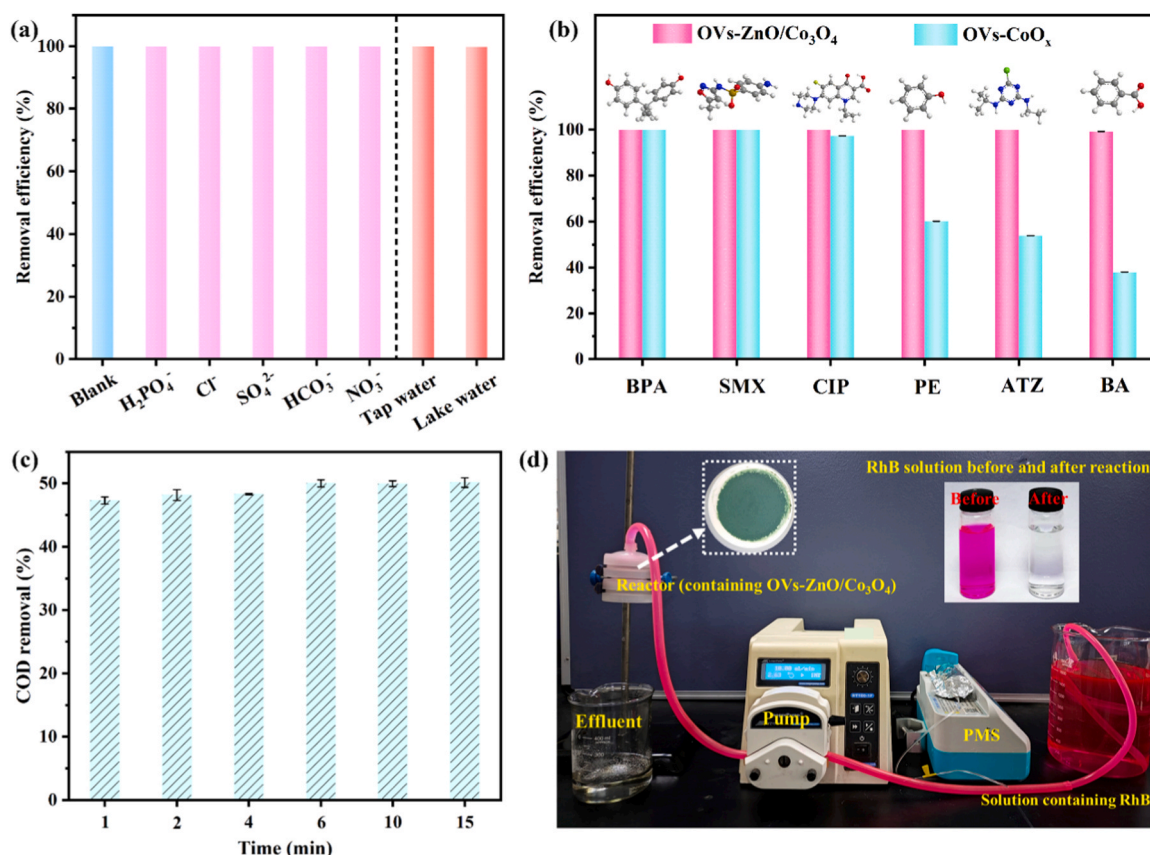 (a)
Removal efficiency (%)
100
80
60
40
20
0
Blank
H₂PO₄⁻
Cl⁻
SO₄²⁻
HCO₃⁻
NO₃⁻
Tap water
Lake water
(b)
OVs-ZnO/Co₃O₄
OVs-CoOₓ
Removal efficiency (%)
100
80
60
40
20
0
BPA
SMX
CIP
PE
ATZ
BA
(c)
COD removal (%)
50
40
30
20
10
0
1
2
4
6
10
15
Time (min)
(d)
RhB solution before and after reaction
Before
After
Reactor (containing OVs-ZnO/Co₃O₄)
Effluent
Pump
PMS
Solution containing RhB